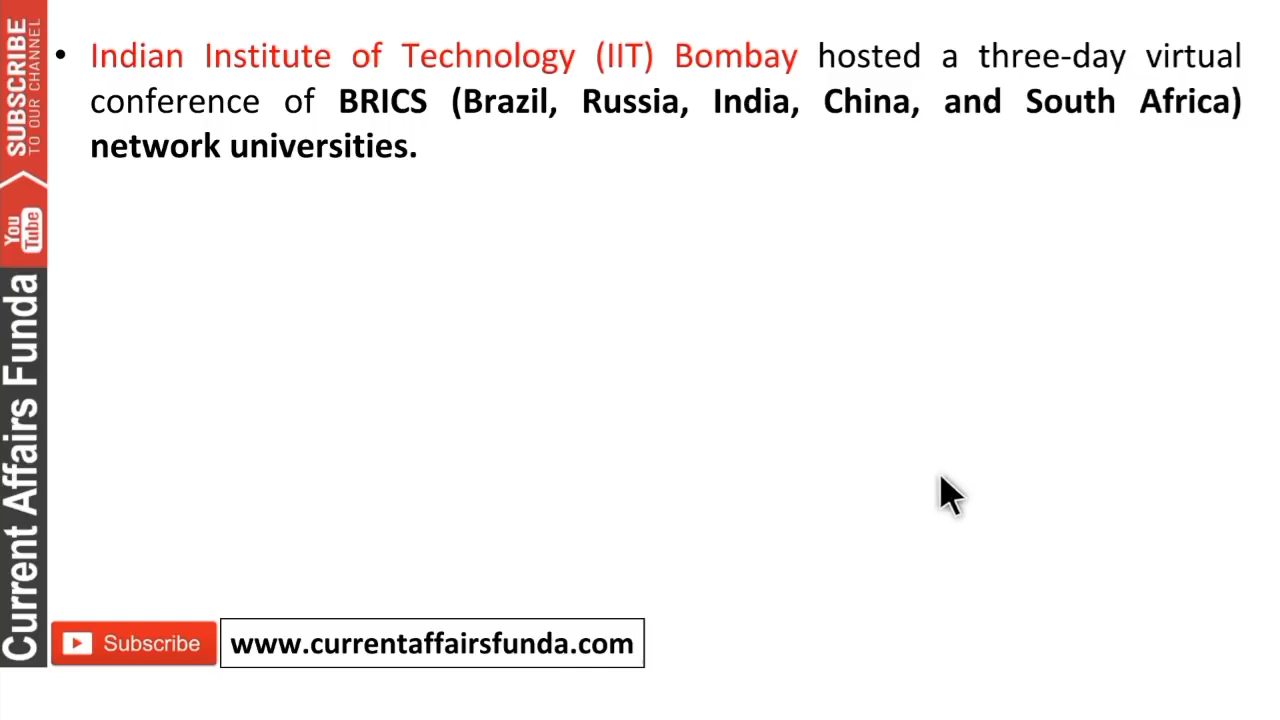 SUBSCRIBE
TO OUR CHANNEL
You
Tube
Current Affairs Funda
• Indian Institute of Technology (IIT) Bombay hosted a three-day virtual
conference of BRICS (Brazil, Russia, India, China, and South Africa)
network universities.
Subscribe
www.currentaffairsfunda.com